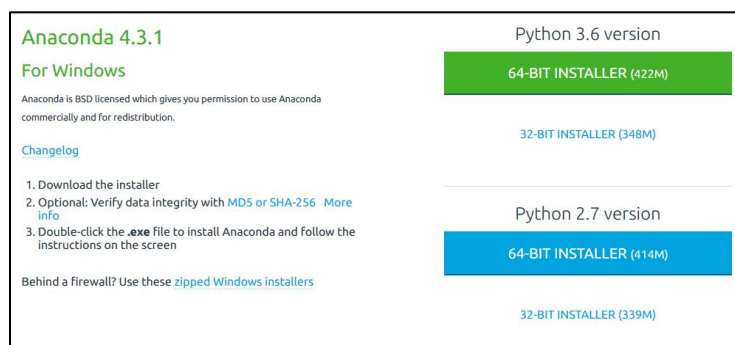 Anaconda 4.3.1
For Windows
Anaconda is BSD licensed which gives you permission to use Anaconda
commercially and for redistribution.
Changelog
1. Download the installer
2. Optional: Verify data integrity with MD5 or SHA-256 More
info
3. Double-click the .exe file to install Anaconda and follow the
instructions on the screen
Behind a firewall? Use these zipped Windows installers
Python 3.6 version
64-BIT INSTALLER (422M)
32-BIT INSTALLER (348M)
Python 2.7 version
64-BIT INSTALLER (414M)
32-BIT INSTALLER (339M)